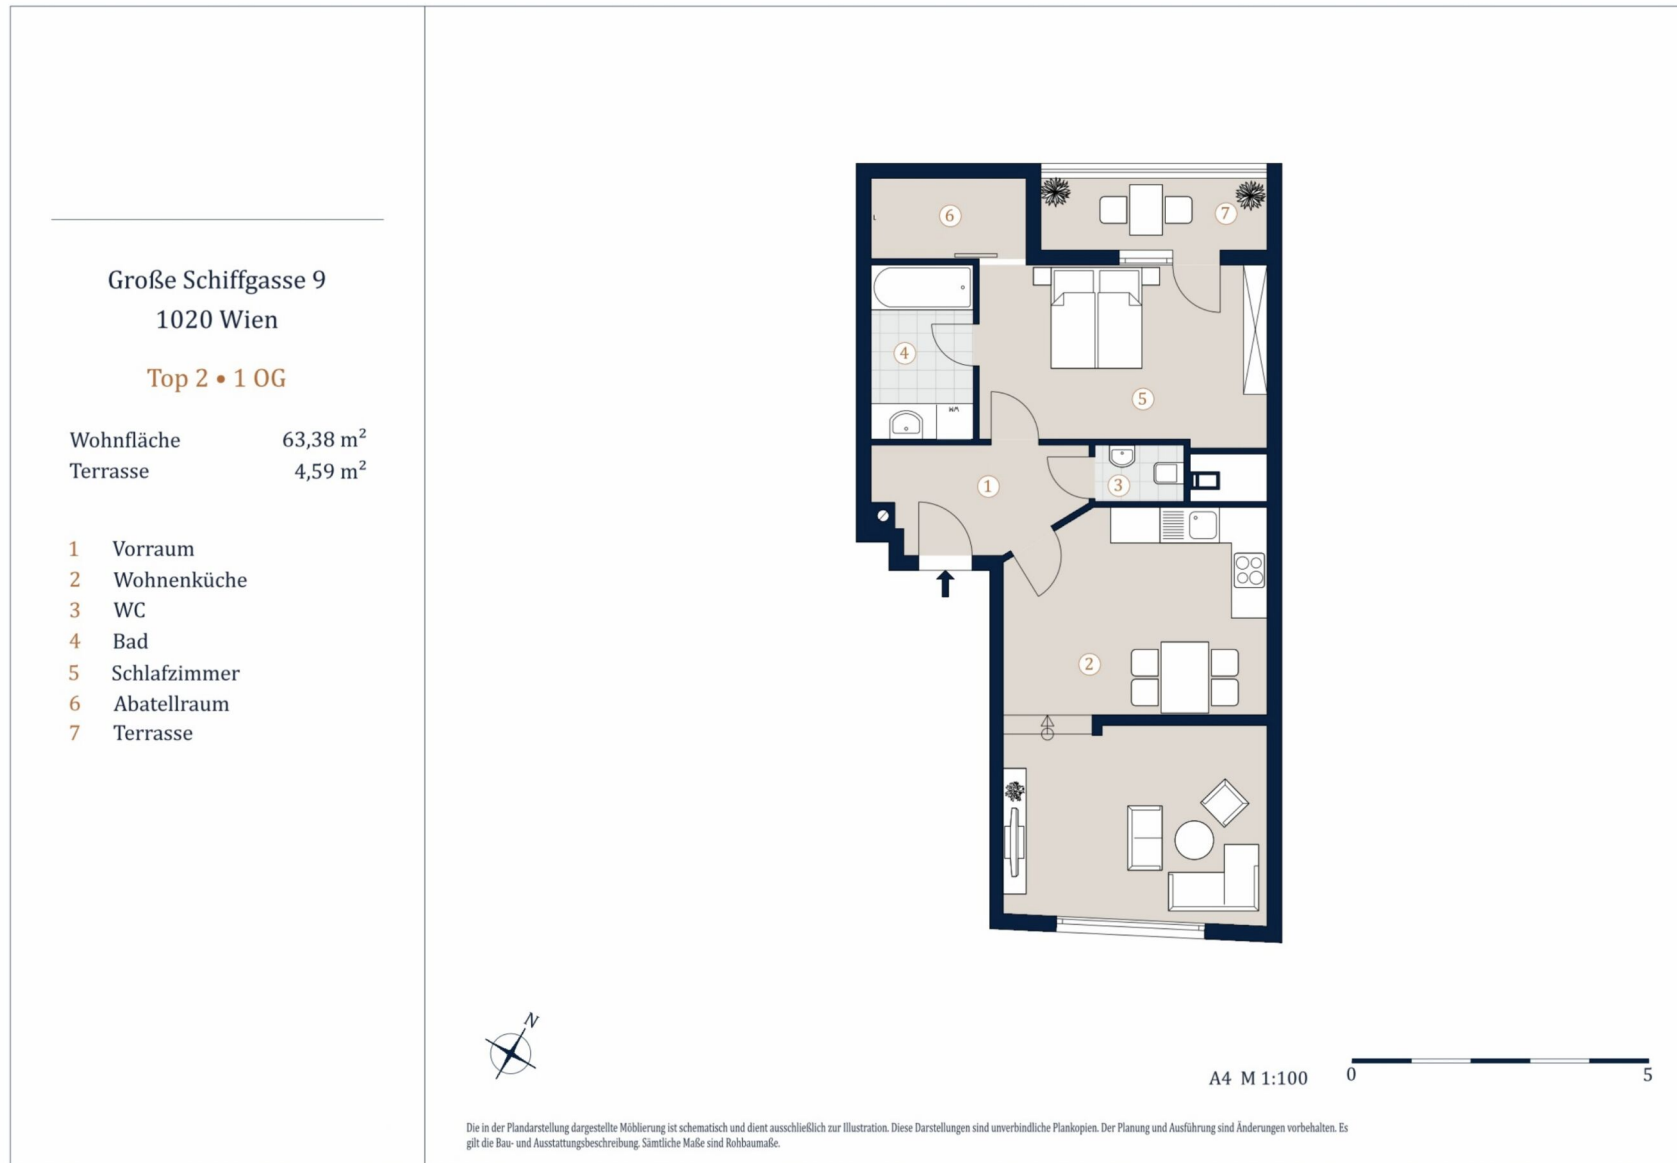 Große Schiffgasse 9
1020 Wien
Top 2 • 1 OG
Wohnfläche 63,38 m²
Terrasse 4,59 m²
1 Vorraum
2 Wohnenküche
3 WC
4 Bad
5 Schlafzimmer
6 Abatellraum
7 Terrasse
6
7
4
5
WM
1
3
2
N
A4 M 1:100
0 5
Die in der Plandarstellung dargestellte Möblierung ist schematisch und dient ausschließlich zur Illustration. Diese Darstellungen sind unverbindliche Plankopien. Der Planung und Ausführung sind Änderungen vorbehalten. Es
gilt die Bau- und Ausstattungsbeschreibung. Sämtliche Maße sind Rohbaumaße.